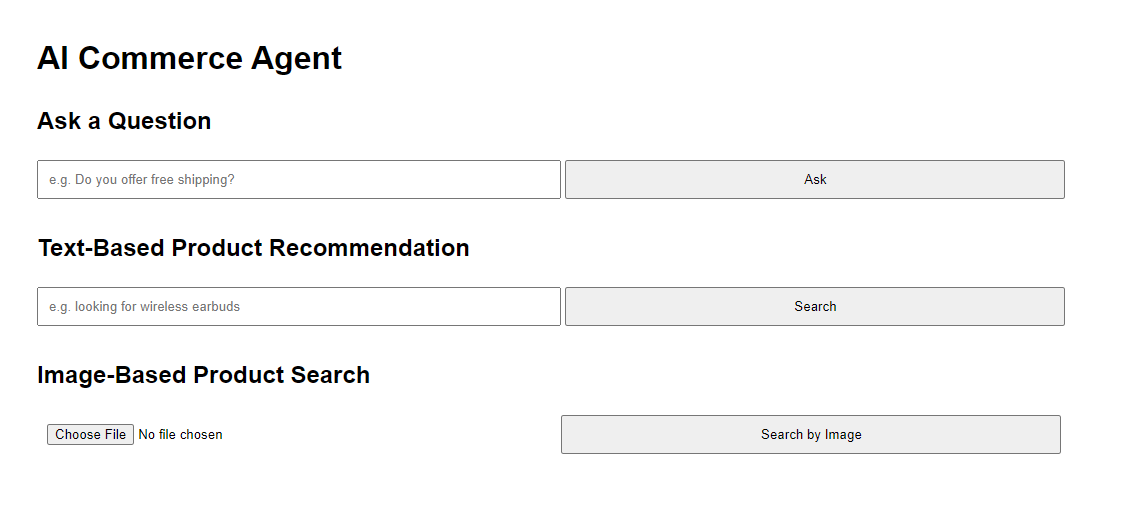 AI Commerce Agent
Ask a Question
e.g. Do you offer free shipping? Ask
Text-Based Product Recommendation
e.g. looking for wireless earbuds Search
Image-Based Product Search
Choose File No file chosen Search by Image